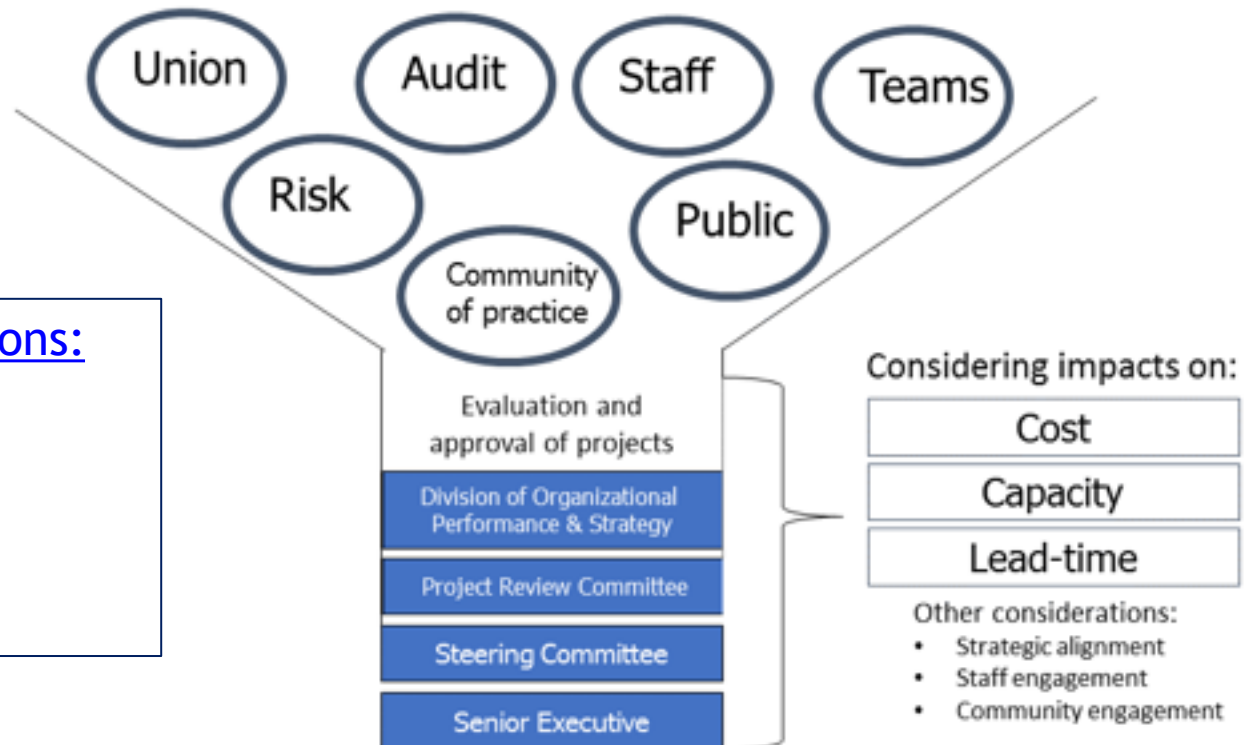 Union
Audit
Staff
Teams
Risk
Public
Community
of practice
ons:
Evaluation and
approval of projects
Division of Organizational
Performance & Strategy
Project Review Committee
Steering Committee
Senior Executive
Considering impacts on:
Cost
Capacity
Lead-time
Other considerations:
• Strategic alignment
• Staff engagement
• Community engagement